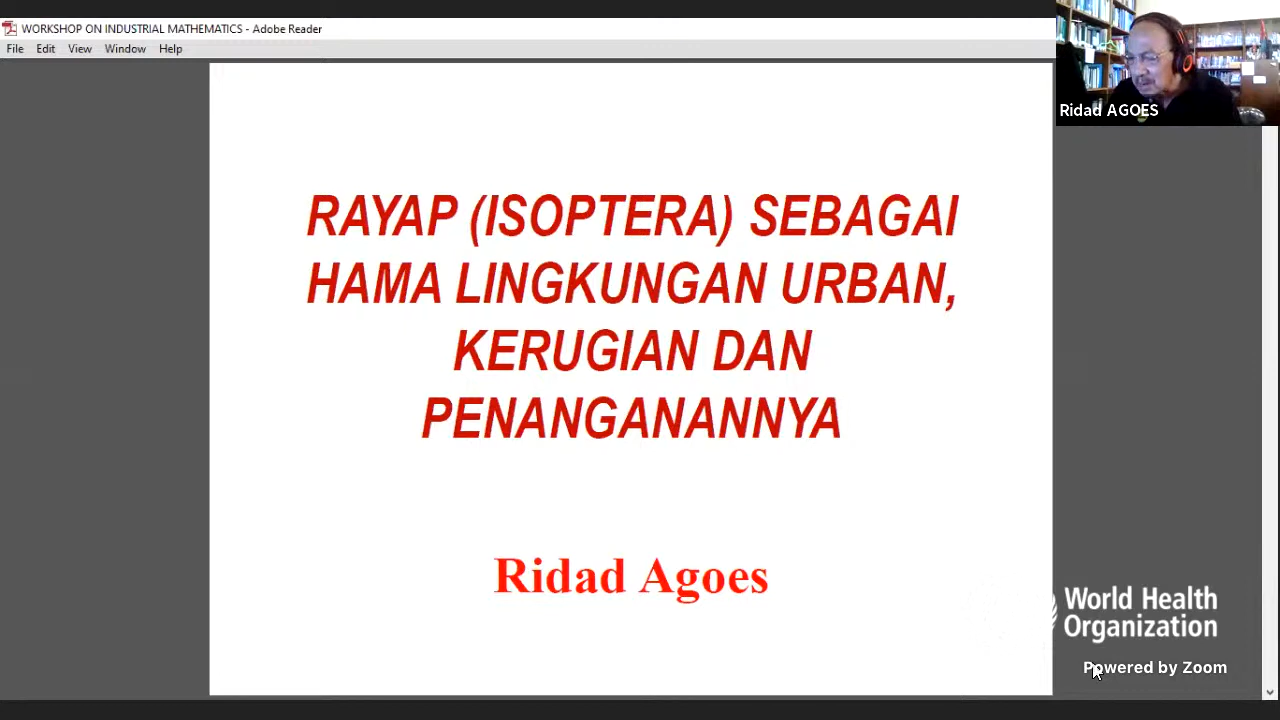 WORKSHOP ON INDUSTRIAL MATHEMATICS - Adobe Reader
File Edit View Window Help
Ridad AGOES
RAYAP (ISOPTERA) SEBAGAI
HAMA LINGKUNGAN URBAN,
KERUGIAN DAN
PENANGANANNYA
Ridad Agoes
World Health
Organization
Powered by Zoom